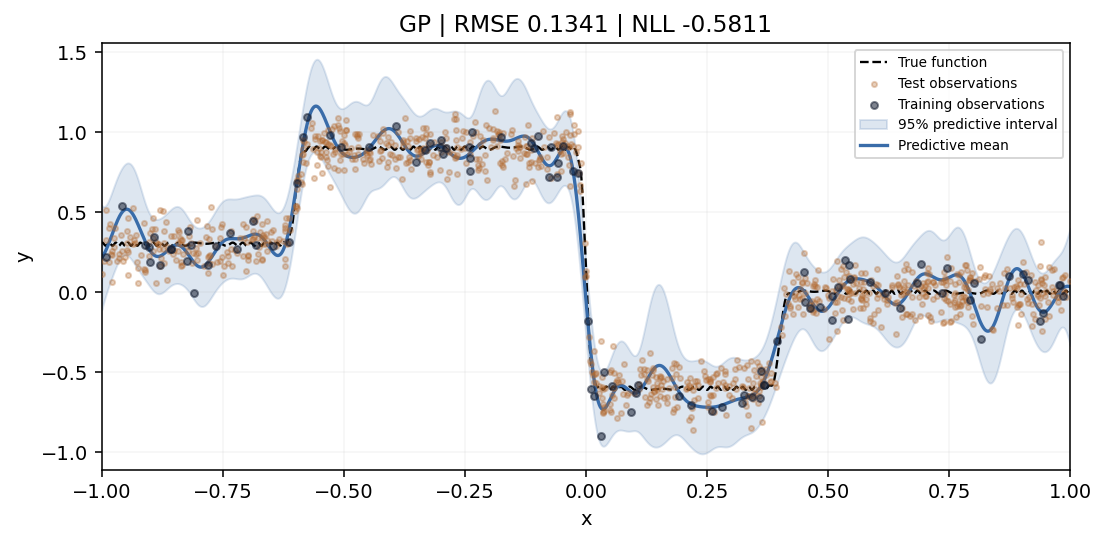 GP | RMSE 0.1341 | NLL -0.5811
True function
Test observations
Training observations
95% predictive interval
Predictive mean
y
1.5
1.0
0.5
0.0
−0.5
−1.0
−1.00 −0.75 −0.50 −0.25 0.00 0.25 0.50 0.75 1.00
x